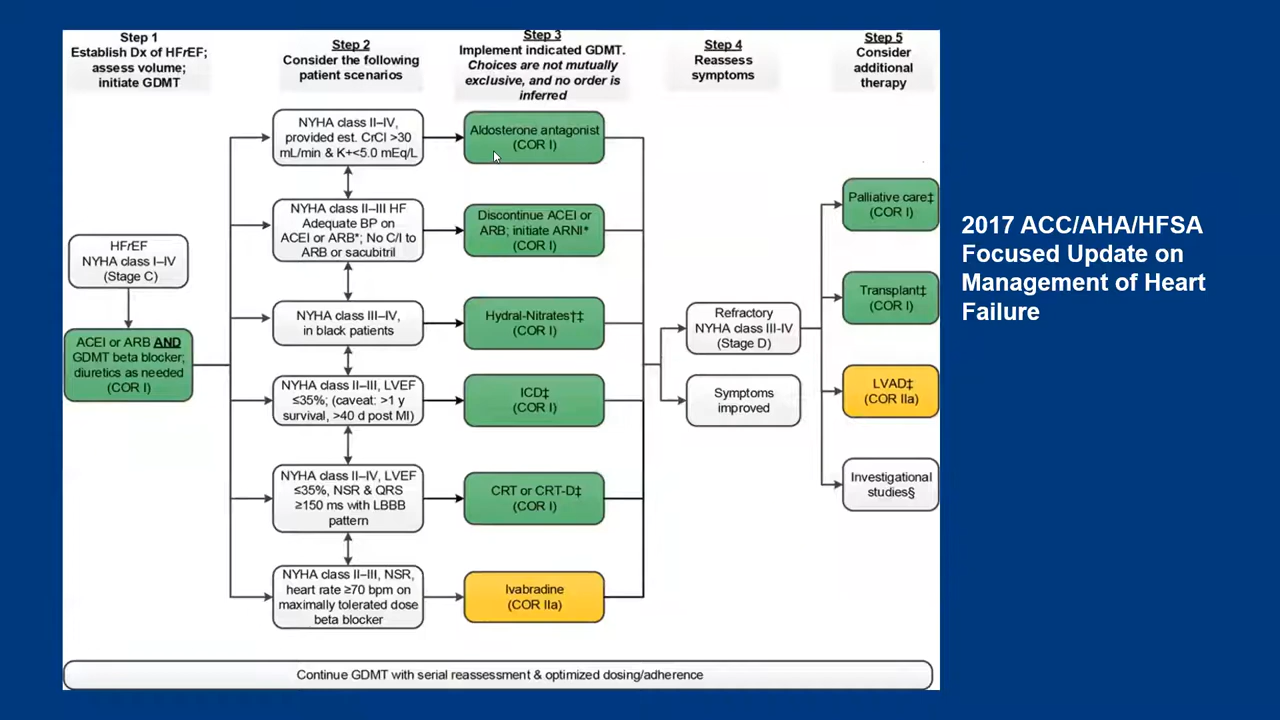 Step 1
Establish Dx of HFrEF;
assess volume;
initiate GDMT
Step 2
Consider the following
patient scenarios
Step 3
Implement indicated GDMT.
Choices are not mutually
exclusive, and no order is
inferred
Step 4
Reassess
symptoms
Step 5
Consider
additional
therapy
HFrEF
NYHA class I–IV
(Stage C)
ACEI or ARB AND
GDMT beta blocker;
diuretics as needed
(COR I)
NYHA class II–IV,
provided est. CrCl >30
mL/min & K+<5.0 mEq/L
NYHA class II–III HF
Adequate BP on
ACEI or ARB*; No C/I to
ARB or sacubitril
NYHA class III–IV,
in black patients
NYHA class II–III, LVEF
≤35%; (caveat: >1 y
survival, >40 d post MI)
NYHA class II–IV, LVEF
≤35%, NSR & QRS
≥150 ms with LBBB
pattern
NYHA class II–III, NSR,
heart rate ≥70 bpm on
maximally tolerated dose
beta blocker
Aldosterone antagonist
(COR I)
Discontinue ACEI or
ARB; initiate ARNI*
(COR I)
Hydral-Nitrates†‡
(COR I)
ICD‡
(COR I)
CRT or CRT-D‡
(COR I)
Ivabradine
(COR IIa)
Refractory
NYHA class III-IV
(Stage D)
Symptoms
improved
Palliative care‡
(COR I)
Transplant‡
(COR I)
LVAD‡
(COR IIa)
Investigational
studies§
Continue GDMT with serial reassessment & optimized dosing/adherence
2017 ACC/AHA/HFSA
Focused Update on
Management of Heart
Failure